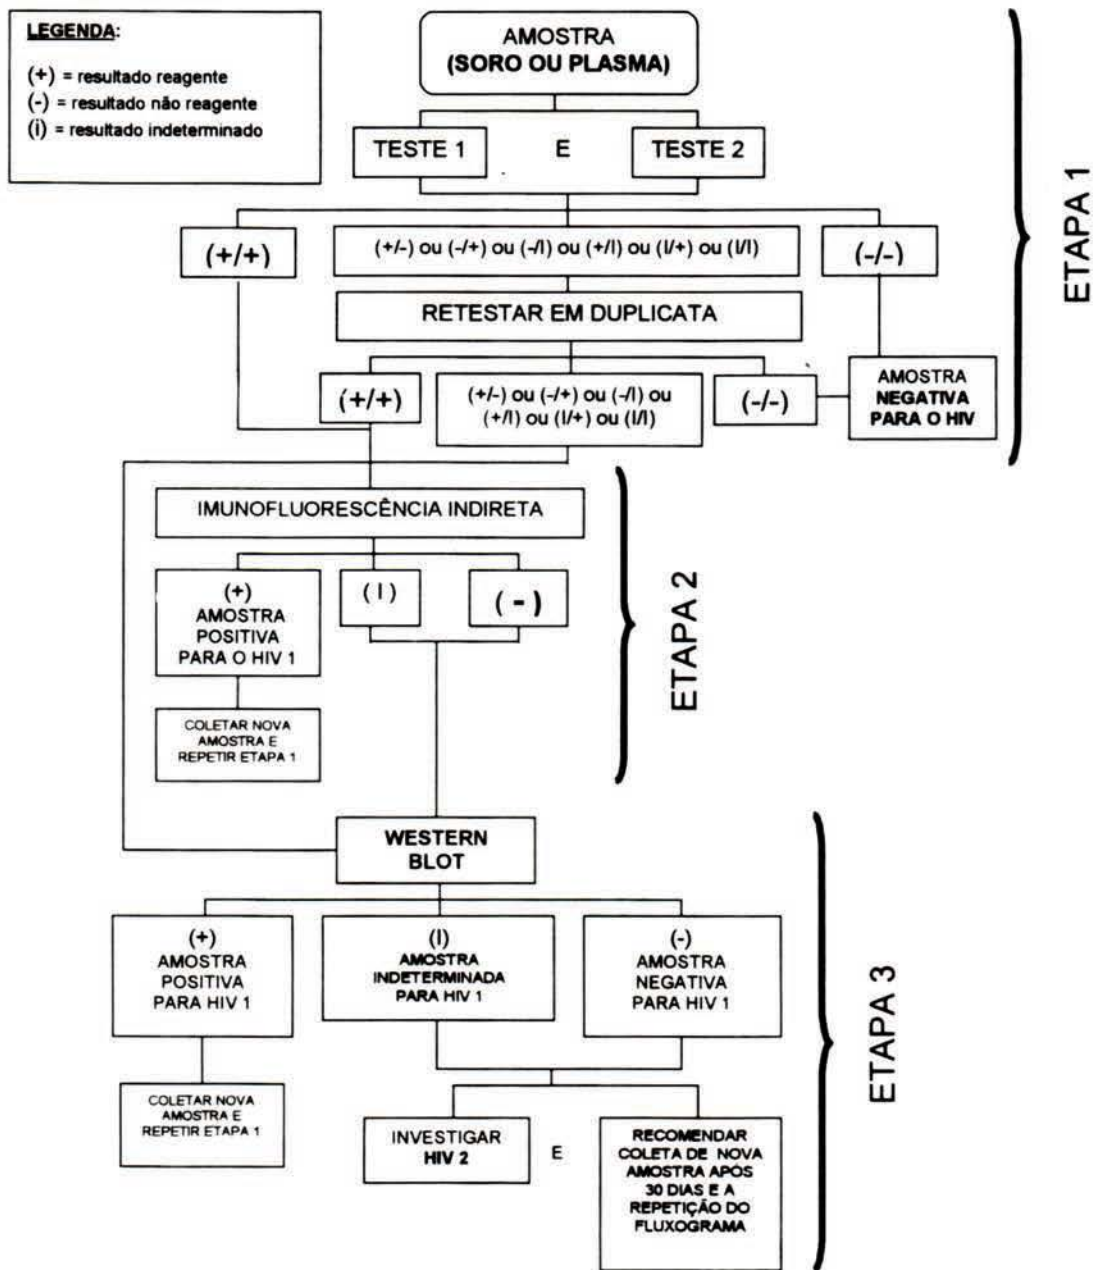 LEGENDA:
(+) = resultado reagente
(-) = resultado não reagente
(i) = resultado indeterminado
AMOSTRA
(SORO OU PLASMA)
TESTE 1
E
TESTE 2
(+/+)
(+/-) ou (-/+) ou (-/I) ou (+/I) ou (I/+) ou (I/I)
(-/-)
RETESTAR EM DUPLICATA
(+/+)
(+/-) ou (-/+) ou (-/I) ou
(+/I) ou (I/+) ou (I/I)
(-/-)
AMOSTRA
NEGATIVA
PARA O HIV
ETAPA 1
IMUNOFLUORESCÊNCIA INDIRETA
(+)
AMOSTRA
POSITIVA
PARA O HIV 1
( I )
( - )
COLETAR NOVA
AMOSTRA E
REPETIR ETAPA 1
ETAPA 2
WESTERN
BLOT
(+)
AMOSTRA
POSITIVA
PARA HIV 1
(I)
AMOSTRA
INDETERMINADA
PARA HIV 1
(-)
AMOSTRA
NEGATIVA
PARA HIV 1
COLETAR NOVA
AMOSTRA E
REPETIR ETAPA 1
INVESTIGAR
HIV 2
E
RECOMENDAR
COLETA DE NOVA
AMOSTRA APÓS
30 DIAS E A
REPETIÇÃO DO
FLUXOGRAMA
ETAPA 3